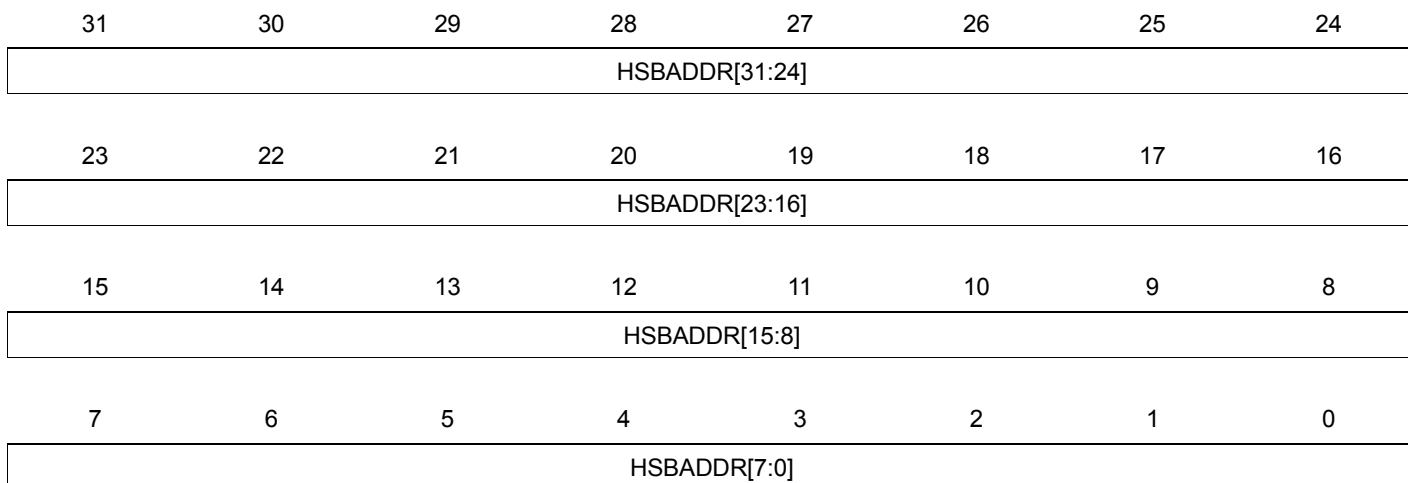 31 30 29 28 27 26 25 24
HSBADDR[31:24]
23 22 21 20 19 18 17 16
HSBADDR[23:16]
15 14 13 12 11 10 9 8
HSBADDR[15:8]
7 6 5 4 3 2 1 0
HSBADDR[7:0]